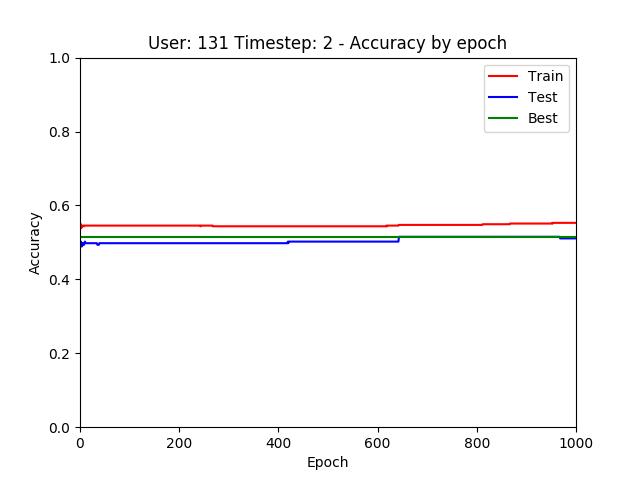 User: 131 Timestep: 2 - Accuracy by epoch
1.0
0.8
0.6
0.4
0.2
0.0
Accuracy
Train
Test
Best
0 200 400 600 800 1000
Epoch